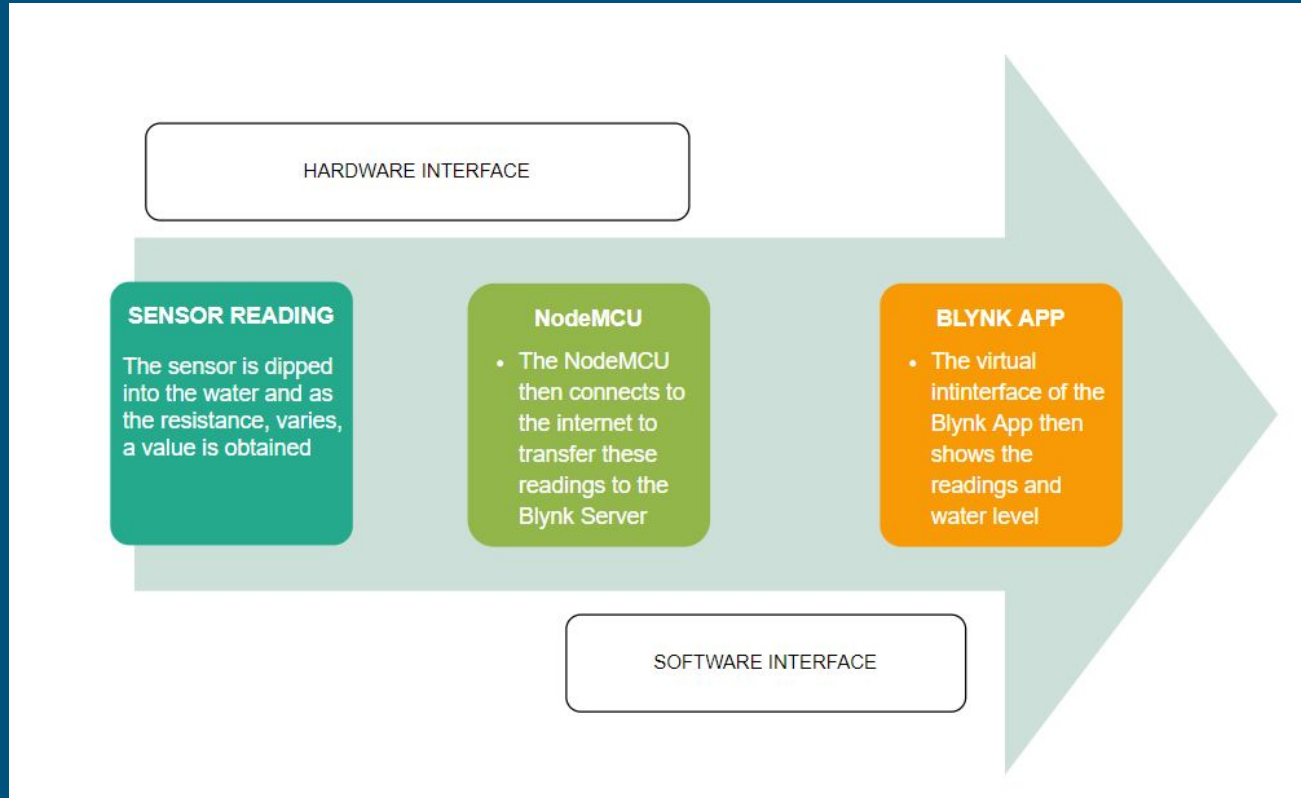 HARDWARE INTERFACE
SENSOR READING
The sensor is dipped
into the water and as
the resistance, varies,
a value is obtained
NodeMCU
• The NodeMCU
then connects to
the internet to
transfer these
readings to the
Blynk Server
BLYNK APP
• The virtual
intinterface of the
Blynk App then
shows the
readings and
water level
SOFTWARE INTERFACE